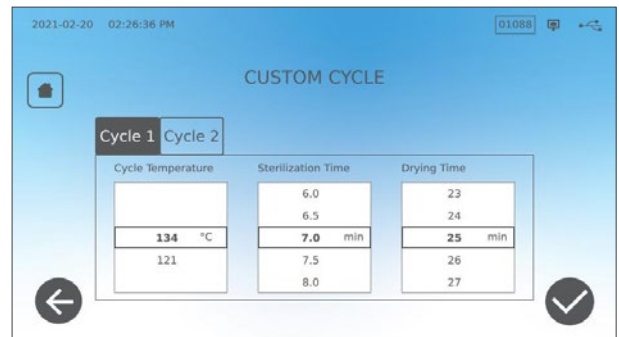 2021-02-20 02:26:36 PM 01088
CUSTOM CYCLE
Cycle 1 Cycle 2
Cycle Temperature Sterilization Time Drying Time
6.0 23
6.5 24
134 °C 7.0 min 25 min
121 7.5 26
8.0 27